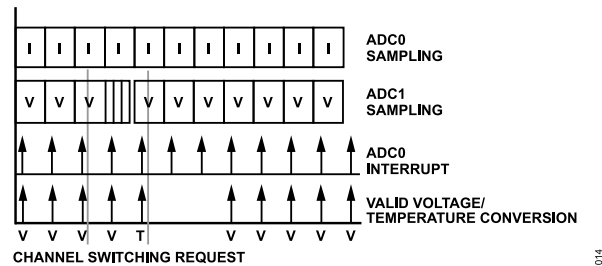 I I I I I I I I I I I
ADC0
SAMPLING
V V V V V V V V V V
ADC1
SAMPLING
ADC0
INTERRUPT
VALID VOLTAGE/
TEMPERATURE CONVERSION
V V V V T V V V V V
CHANNEL SWITCHING REQUEST
014